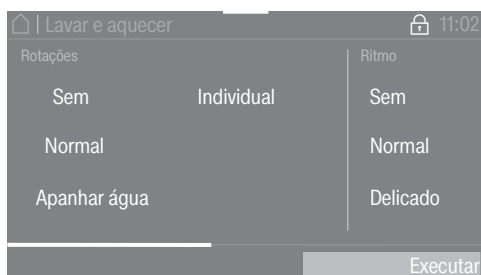 Lavar e aquecer 11:02
Rotações Ritmo
Sem Individual Sem
Normal Normal
Apanhar água Delicado
Executar